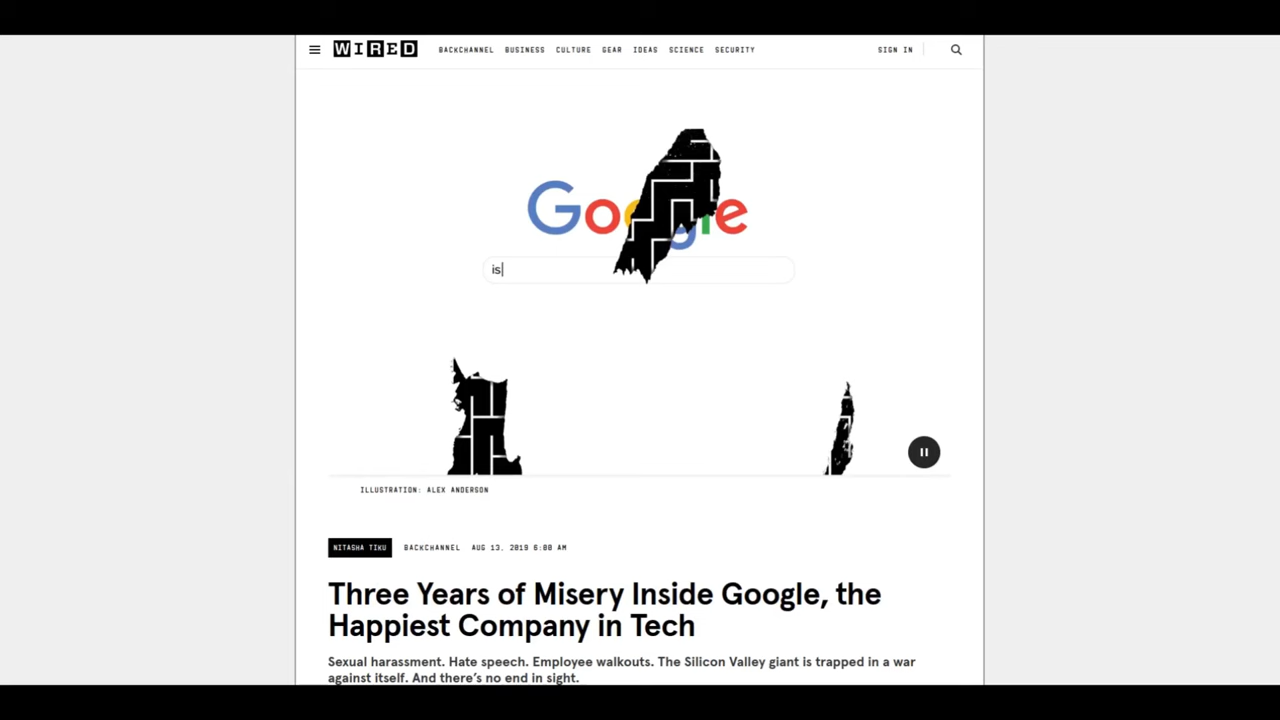 WIRED BACKCHANNEL BUSINESS CULTURE GEAR IDEAS SCIENCE SECURITY SIGN IN
Google
is
ILLUSTRATION: ALEX ANDERSON
NITASHA TIKU BACKCHANNEL AUG 13, 2019 6:00 AM
Three Years of Misery Inside Google, the
Happiest Company in Tech
Sexual harassment. Hate speech. Employee walkouts. The Silicon Valley giant is trapped in a war
against itself. And there’s no end in sight.